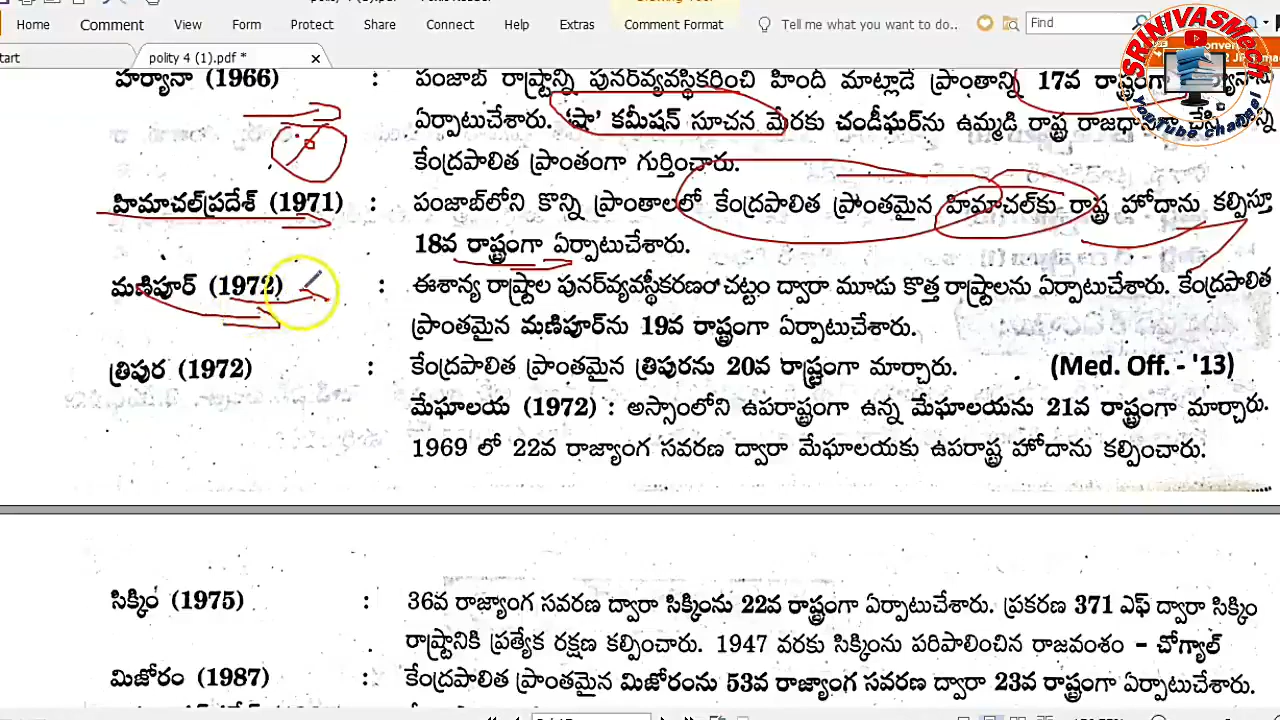 Home Comment View Form Protect Share Connect Help Extras Comment Format Tell me what you want to do.. Find
tart polity 4 (1).pdf *
SRINIVASMech
YouTube channel
హర్యానా (1966) : పంజాబ్ రాష్ట్రాన్ని పునర్‌వ్యవస్థీకరించి హింది మాట్లాడే ప్రాంతాన్ని 17వ రాష్ట్రంగా
ఏర్పాటుచేశారు. 'షా' కమీషన్ సూచన మేరకు చండీఘర్‌ను ఉమ్మడి రాష్ట్ర రాజధానిగా చేసి
కేంద్రపాలిత ప్రాంతంగా గుర్తించారు.
హిమాచల్‌ప్రదేశ్ (1971) : పంజాబ్‌లోని కొన్ని ప్రాంతాలలో కేంద్రపాలిత ప్రాంతమైన హిమాచల్‌కు రాష్ట్ర హోదాను కల్పిస్తూ
18వ రాష్ట్రంగా ఏర్పాటుచేశారు.
మణిపూర్ (1972) : ఈశాన్య రాష్ట్రాల పునర్‌వ్యవస్థీకరణ చట్టం ద్వారా మూడు కొత్త రాష్ట్రాలను ఏర్పాటుచేశారు. కేంద్రపాలిత
ప్రాంతమైన మణిపూర్‌ను 19వ రాష్ట్రంగా ఏర్పాటుచేశారు.
త్రిపుర (1972) : కేంద్రపాలిత ప్రాంతమైన త్రిపురను 20వ రాష్ట్రంగా మార్చారు. (Med. Off. - '13)
మేఘాలయ (1972) : అస్సాంలోని ఉపరాష్ట్రంగా ఉన్న మేఘాలయను 21వ రాష్ట్రంగా మార్చారు.
1969 లో 22వ రాజ్యాంగ సవరణ ద్వారా మేఘాలయకు ఉపరాష్ట్ర హోదాను కల్పించారు.
సిక్కిం (1975) : 36వ రాజ్యాంగ సవరణ ద్వారా సిక్కింను 22వ రాష్ట్రంగా ఏర్పాటుచేశారు. ప్రకరణ 371 ఎఫ్ ద్వారా సిక్కిం
రాష్ట్రానికి ప్రత్యేక రక్షణ కల్పించారు. 1947 వరకు సిక్కింను పరిపాలించిన రాజవంశం - చోగ్యాల్
మిజోరం (1987) : కేంద్రపాలిత ప్రాంతమైన మిజోరంను 53వ రాజ్యాంగ సవరణ ద్వారా 23వ రాష్ట్రంగా ఏర్పాటుచేశారు.